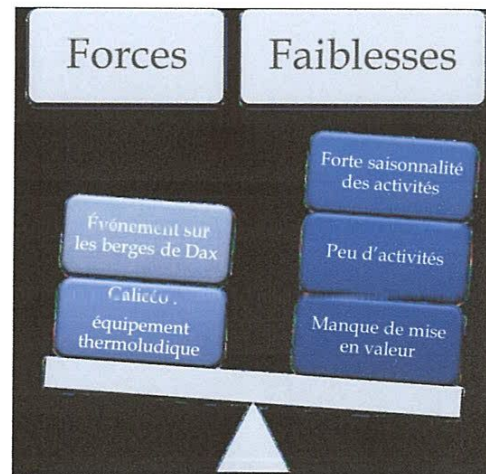 Forces
Faiblesses
Forte saisonnalité
des activités
Événement sur
les berges de Dax
Peu d'activités
Calicéo :
équipement
thermoludique
Manque de mise
en valeur